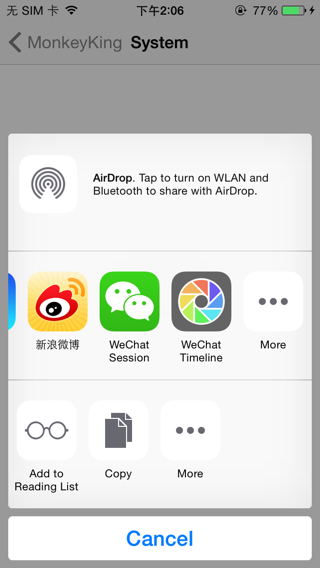 无 SIM 卡 下午2:06 77%
MonkeyKing System
AirDrop. Tap to turn on WLAN and
Bluetooth to share with AirDrop.
新浪微博 WeChat Session WeChat Timeline More
Add to Reading List Copy More
Cancel